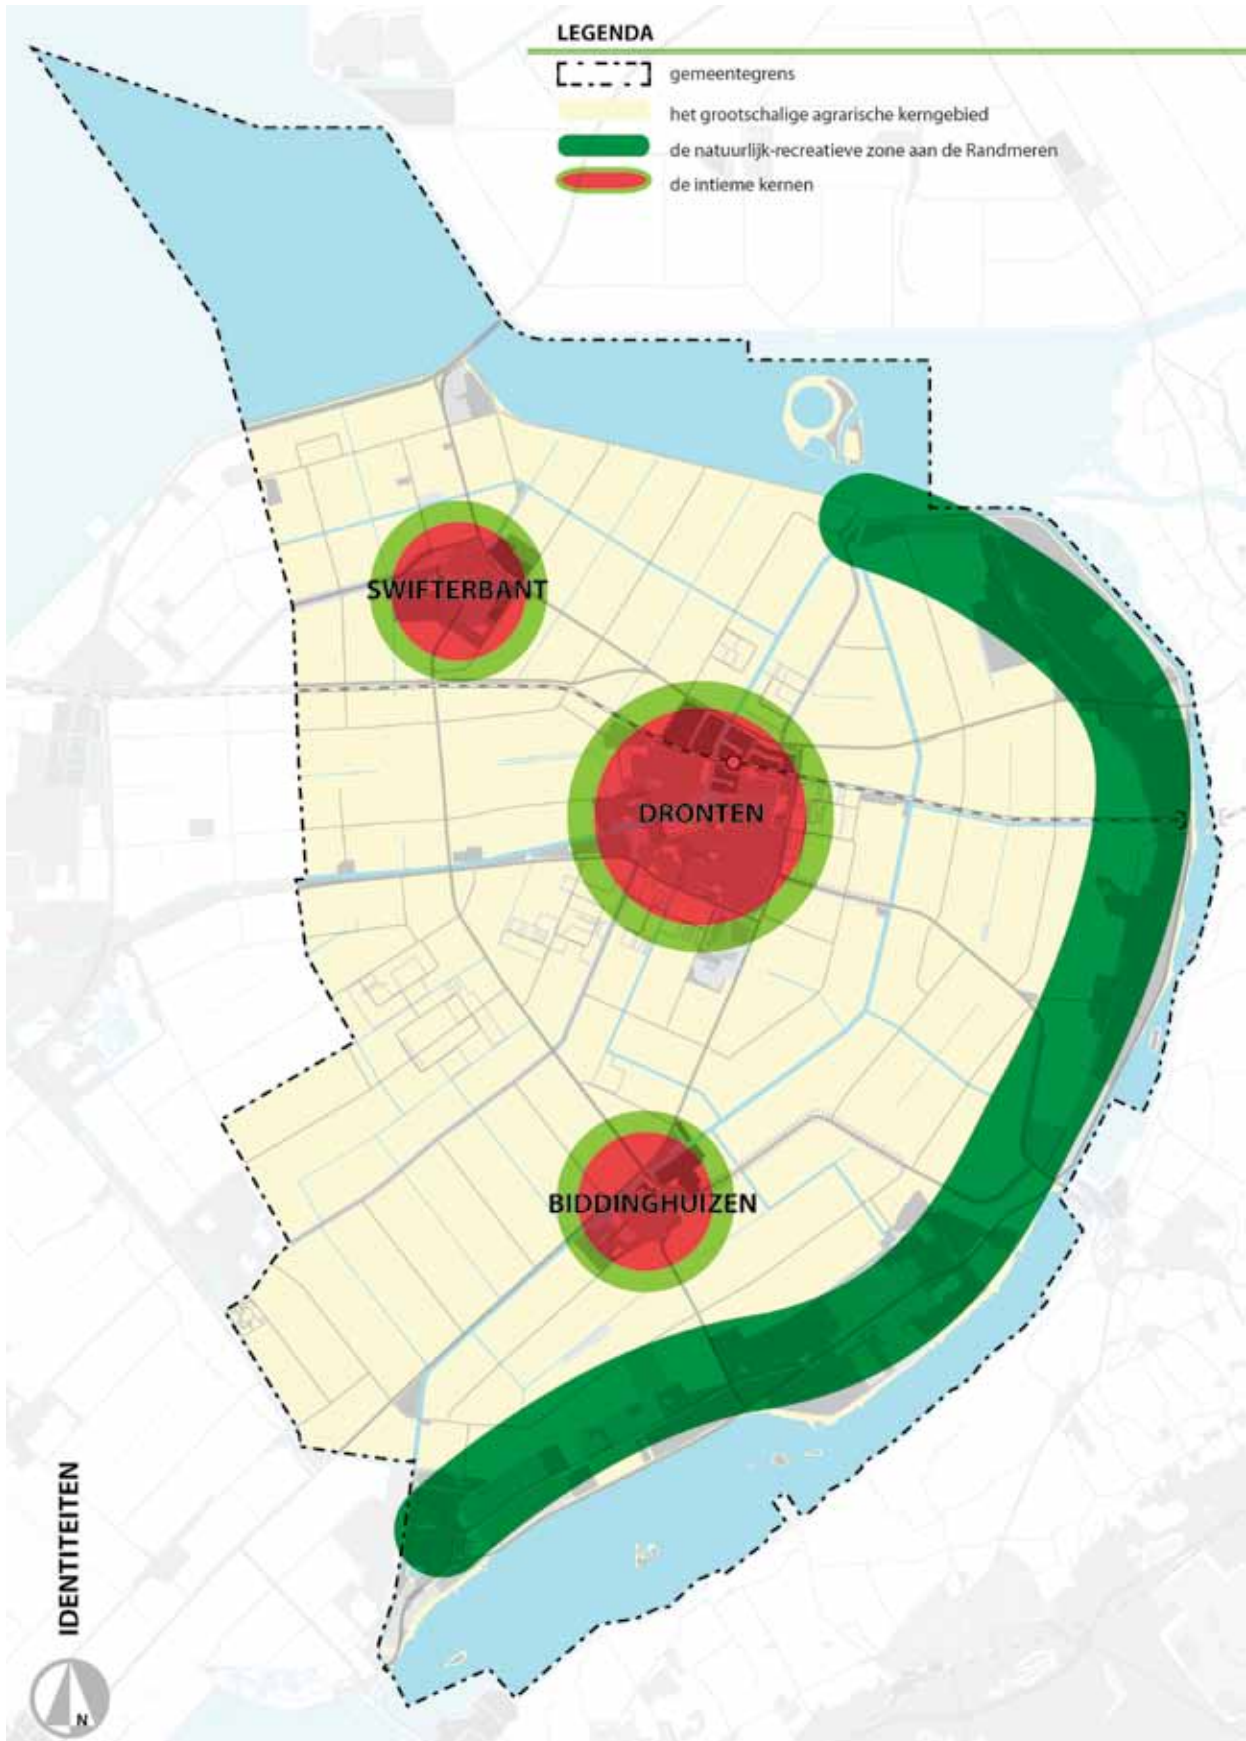 LEGENDA
gemeentegrens
het grootschalige agrarische kerngebied
de natuurlijk-recreatieve zone aan de Randmeren
de intieme kernen
SWIFTERBANT
DRONTEN
BIDDINGHUIZEN
IDENTITEITEN
N